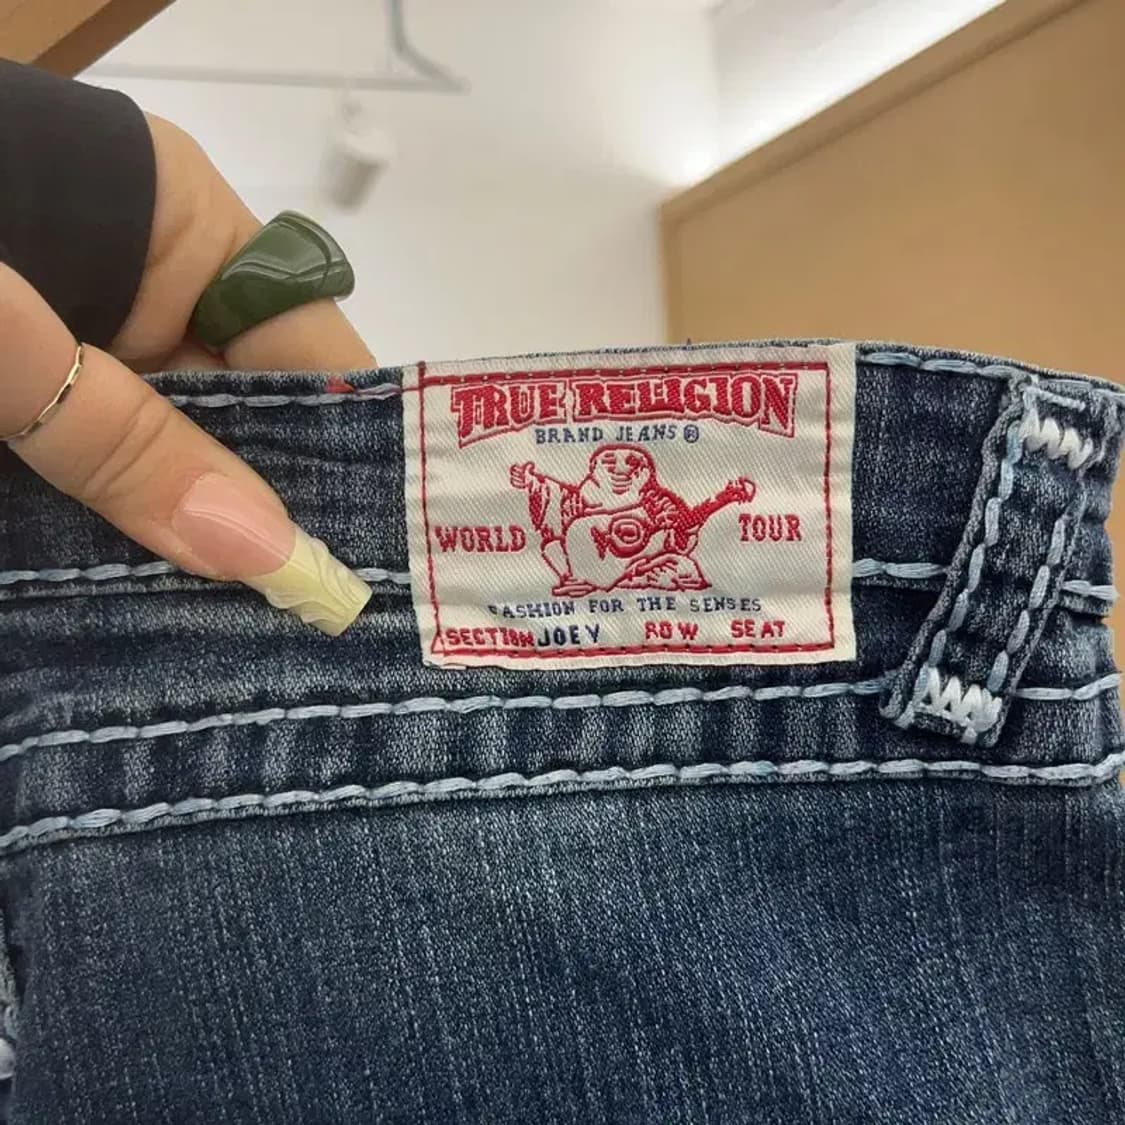 TRUE RELIGION
BRAND JEANS ®
WORLD TOUR
FASHION FOR THE SENSES
SECTION JOEY ROW SEAT